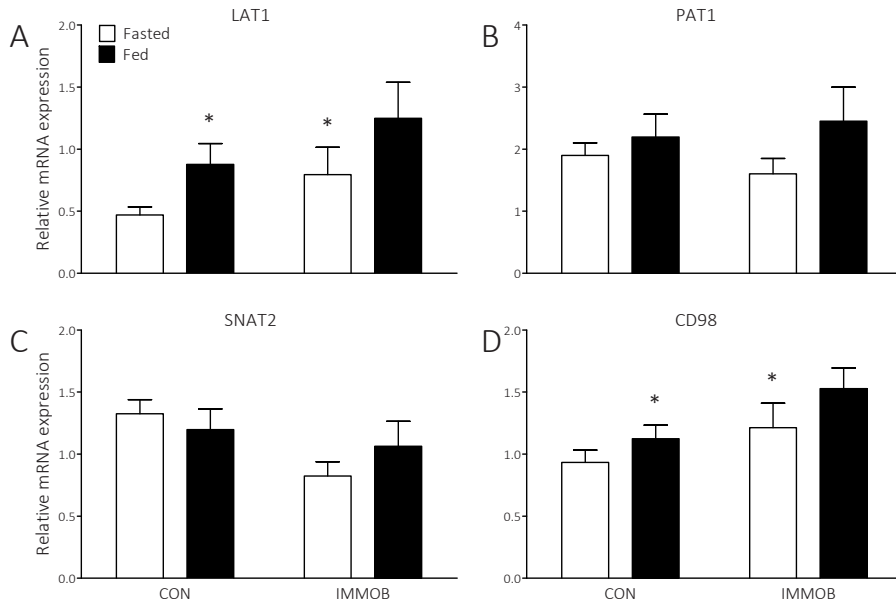 A
LAT1
2.0
1.5
1.0
0.5
0.0
Relative mRNA expression
Fasted
Fed
*
*
B
PAT1
4
3
2
1
0
C
SNAT2
2.0
1.5
1.0
0.5
0.0
Relative mRNA expression
CON
IMMOB
D
CD98
2.0
1.5
1.0
0.5
0.0
*
*
CON
IMMOB